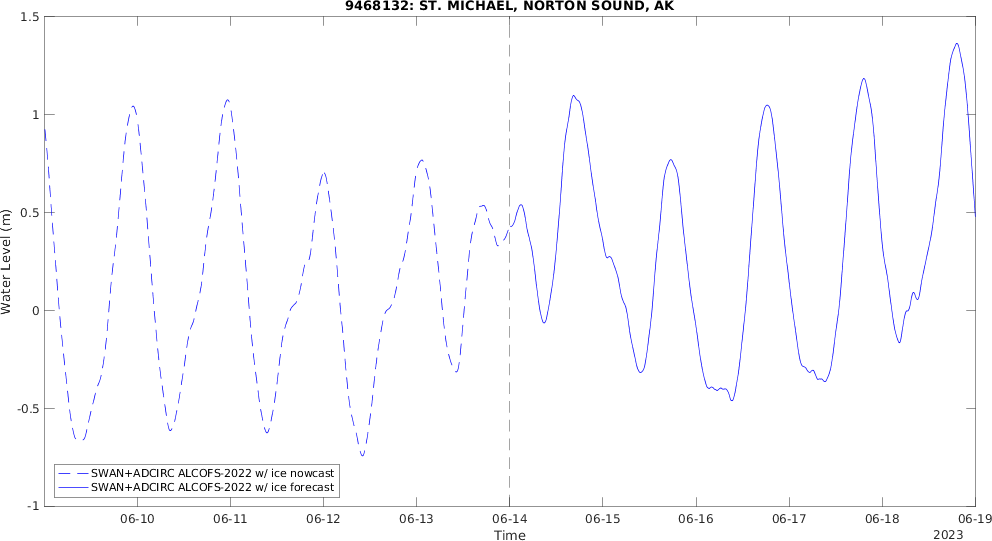 9468132: ST. MICHAEL, NORTON SOUND, AK
1.5
1
0.5
0
-0.5
-1
Water Level (m)
SWAN+ADCIRC ALCOFS-2022 w/ ice nowcast
SWAN+ADCIRC ALCOFS-2022 w/ ice forecast
06-10 06-11 06-12 06-13 06-14 06-15 06-16 06-17 06-18 06-19
Time
2023